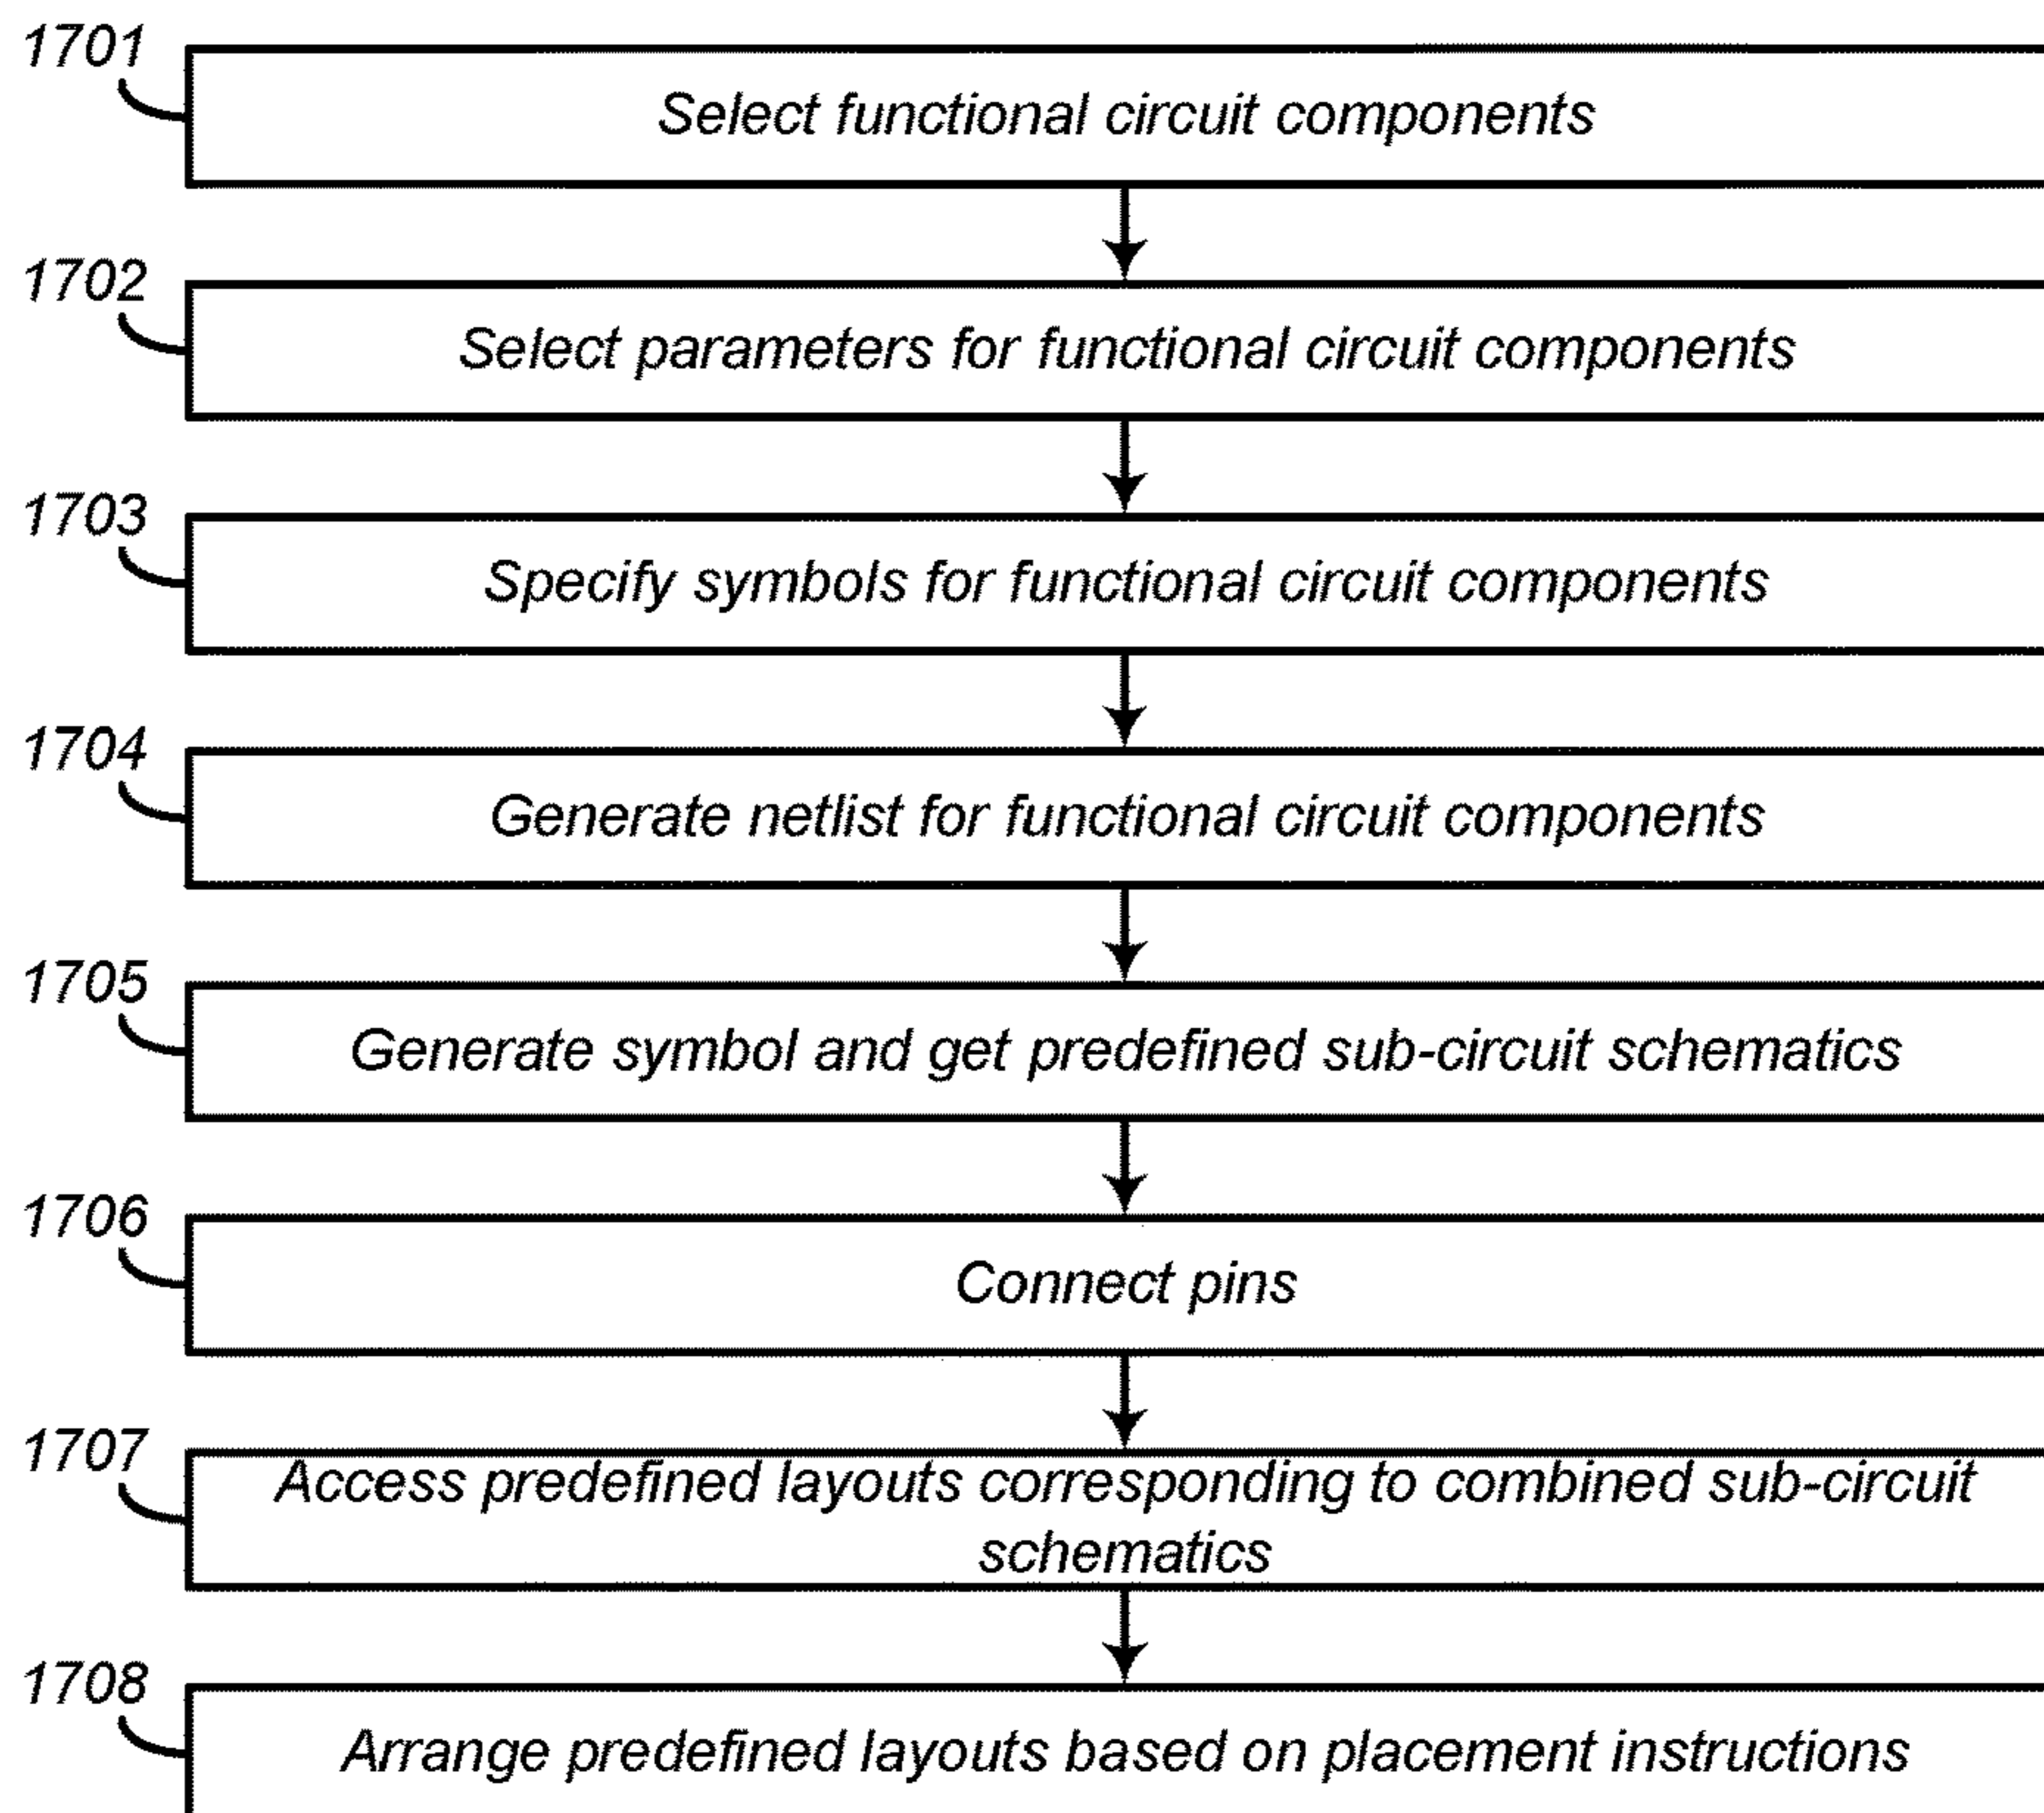 1701
Select functional circuit components
1702
Select parameters for functional circuit components
1703
Specify symbols for functional circuit components
1704
Generate netlist for functional circuit components
1705
Generate symbol and get predefined sub-circuit schematics
1706
Connect pins
1707
Access predefined layouts corresponding to combined sub-circuit
schematics
1708
Arrange predefined layouts based on placement instructions